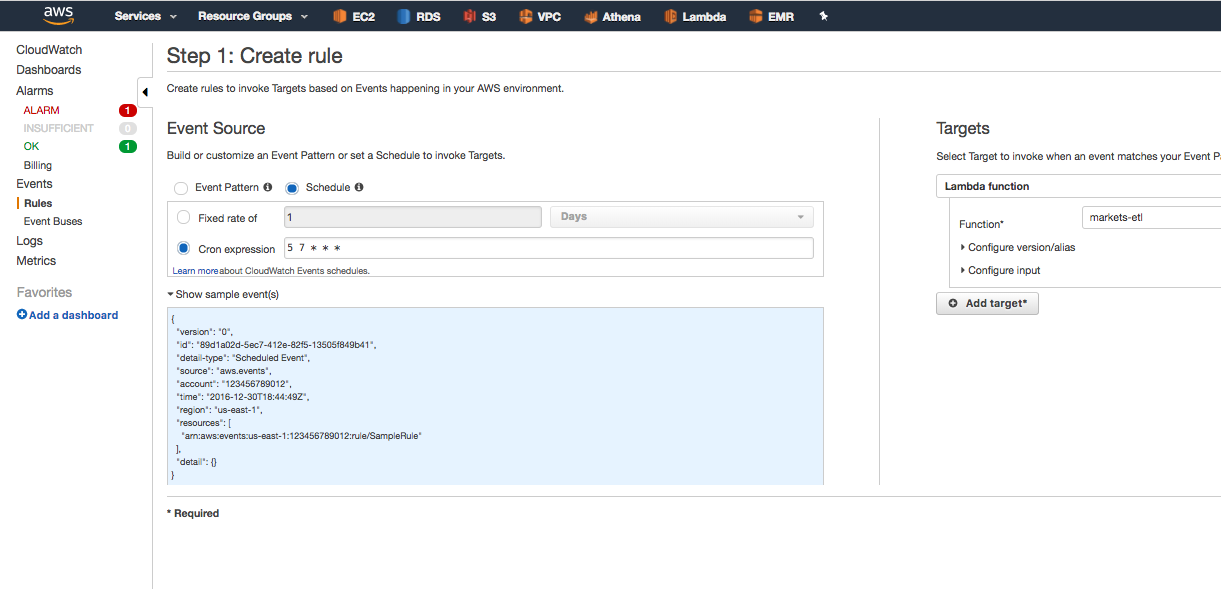 aws Services Resource Groups EC2 RDS S3 VPC Athena Lambda EMR
CloudWatch
Dashboards
Alarms
ALARM 1
INSUFFICIENT 0
OK 1
Billing
Events
Rules
Event Buses
Logs
Metrics
Favorites
Add a dashboard
Step 1: Create rule
Create rules to invoke Targets based on Events happening in your AWS environment.
Event Source
Build or customize an Event Pattern or set a Schedule to invoke Targets.
Event Pattern Schedule
Fixed rate of 1 Days
Cron expression 5 7 * * *
Learn more about CloudWatch Events schedules.
Show sample event(s)
{
"version": "0",
"id": "89d1a02d-5ec7-412e-82f5-13505f849b41",
"detail-type": "Scheduled Event",
"source": "aws.events",
"account": "123456789012",
"time": "2016-12-30T18:44:49Z",
"region": "us-east-1",
"resources": [
"arn:aws:events:us-east-1:123456789012:rule/SampleRule"
],
"detail": {}
}
* Required
Targets
Select Target to invoke when an event matches your Event P
Lambda function
Function* markets-etl
Configure version/alias
Configure input
Add target*